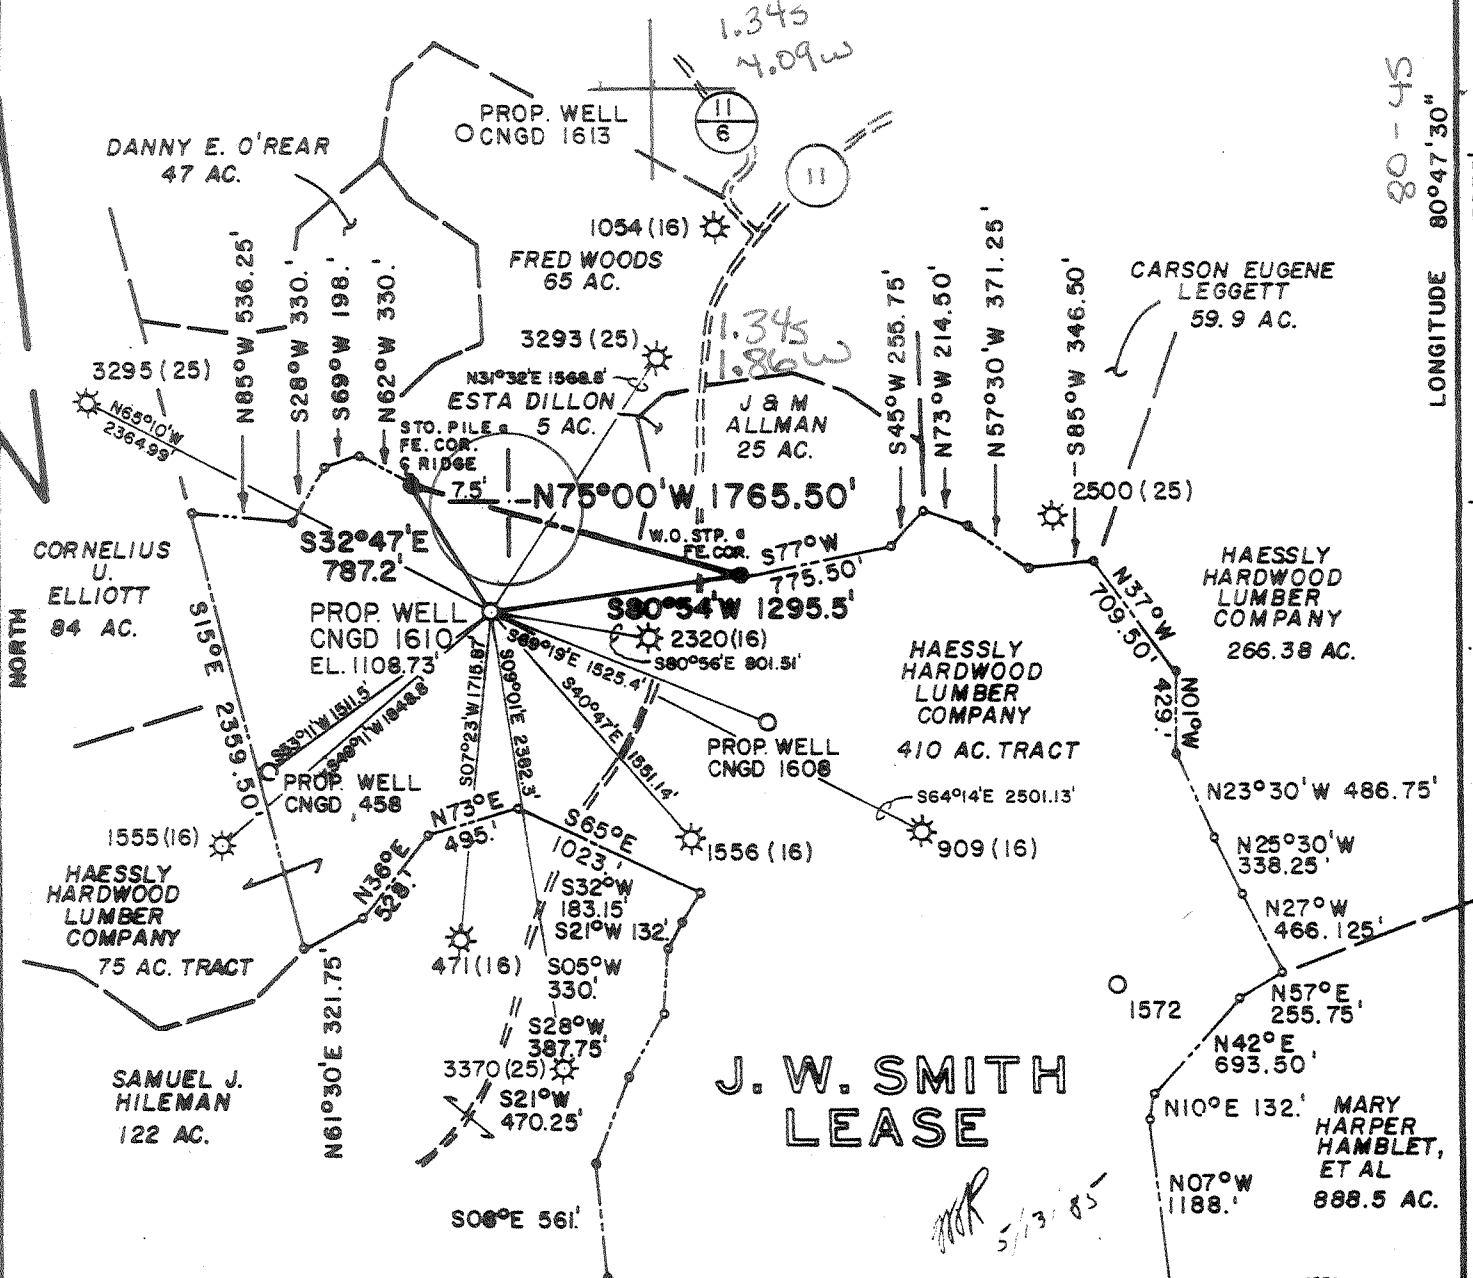 1.34s
4.09w
80-45
LONGITUDE 80°47'30"
PROP. WELL
CNGD 1613
11
6
11
DANNY E. O'REAR
47 AC.
1054(16)
FRED WOODS
65 AC.
N85°W 536.25'
S28°W 330.'
S69°W 198.'
N62°W 330.'
S45°W 255.75'
N73°W 214.50'
N57°30'W 371.25'
S85°W 346.50'
CARSON EUGENE
LEGGETT
59.9 AC.
1.34s
1.86w
3293(25)
3295(25)
N65°10'W
2364.99'
N31°32'E 1568.8'
ESTA DILLON
5 AC.
J & M
ALLMAN
25 AC.
STO. PILE @
FE. COR.
@ RIDGE
7.5'
N75°00'W 1765.50'
2500(25)
W.O. STP. @
FE. COR.
S77°W
775.50'
S32°47'E
787.2'
CORNELIUS
U.
ELLIOTT
84 AC.
NORTH
HAESSLY
HARDWOOD
LUMBER
COMPANY
266.38 AC.
N37°W
709.50'
S80°54'W 1295.5'
PROP. WELL
CNGD 1610
EL. 1108.73'
2320(16)
S80°56'E 801.51'
S69°19'E 1525.4'
S15°E
2359.50'
HAESSLY
HARDWOOD
LUMBER
COMPANY
410 AC. TRACT
N01°W
429.'
S53°11'W 1511.5'
S07°23'W 1715.87'
S09°01'E 2382.3'
S40°47'E 1551.14'
PROP. WELL
CNGD 1608
PROP. WELL
CNGD 458
S64°14'E 2501.13'
N23°30'W 486.75'
N73°E
495.'
S65°E
1023.'
1555(16)
1556(16)
909(16)
N25°30'W
338.25'
HAESSLY
HARDWOOD
LUMBER
COMPANY
75 AC. TRACT
N36°E
528.'
S32°W
183.15'
S21°W 132.'
N27°W
466.125'
471(16)
S05°W
330.'
N61°30'E 321.75'
1572
N57°E
255.75'
S28°W
387.75'
N42°E
693.50'
3370(25)
S21°W
470.25'
SAMUEL J.
HILEMAN
122 AC.
J. W. SMITH
LEASE
N10°E 132.'
MARY
HARPER
HAMBLET,
ET AL
888.5 AC.
N07°W
1188.'
5/13/85